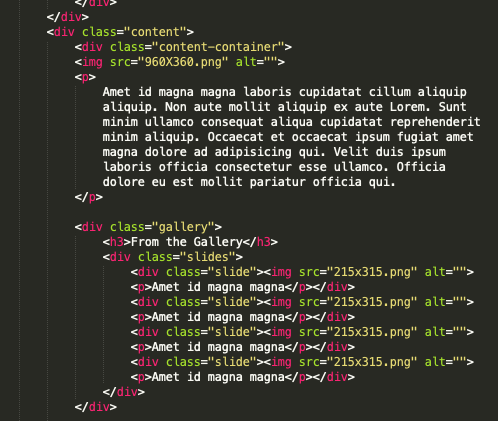 </div>
</div>
<div class="content">
<div class="content-container">
<img src="960X360.png" alt="">
<p>
Amet id magna magna laboris cupidatat cillum aliquip
aliquip. Non aute mollit aliquip ex aute Lorem. Sunt
minim ullamco consequat aliqua cupidatat reprehenderit
minim aliquip. Occaecat et occaecat ipsum fugiat amet
magna dolore ad adipisicing qui. Velit duis ipsum
laboris officia consectetur esse ullamco. Officia
dolore eu est mollit pariatur officia qui.
</p>
<div class="gallery">
<h3>From the Gallery</h3>
<div class="slides">
<div class="slide"><img src="215x315.png" alt="">
<p>Amet id magna magna</p></div>
<div class="slide"><img src="215x315.png" alt="">
<p>Amet id magna magna</p></div>
<div class="slide"><img src="215x315.png" alt="">
<p>Amet id magna magna</p></div>
<div class="slide"><img src="215x315.png" alt="">
<p>Amet id magna magna</p></div>
</div>
</div>